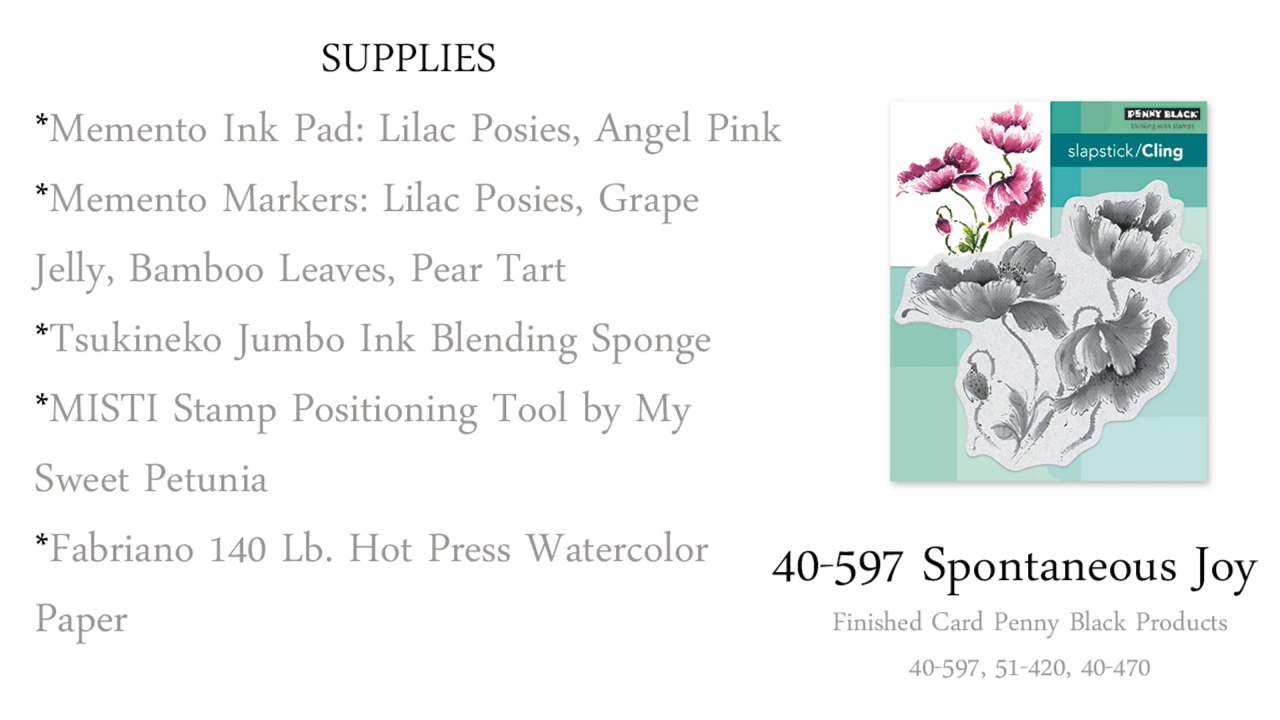 SUPPLIES
*Memento Ink Pad: Lilac Posies, Angel Pink
*Memento Markers: Lilac Posies, Grape
Jelly, Bamboo Leaves, Pear Tart
*Tsukineko Jumbo Ink Blending Sponge
*MISTI Stamp Positioning Tool by My
Sweet Petunia
*Fabriano 140 Lb. Hot Press Watercolor
Paper
PENNY BLACK
thinking with stamps
slapstick/Cling
40-597 Spontaneous Joy
Finished Card Penny Black Products
40-597, 51-420, 40-470